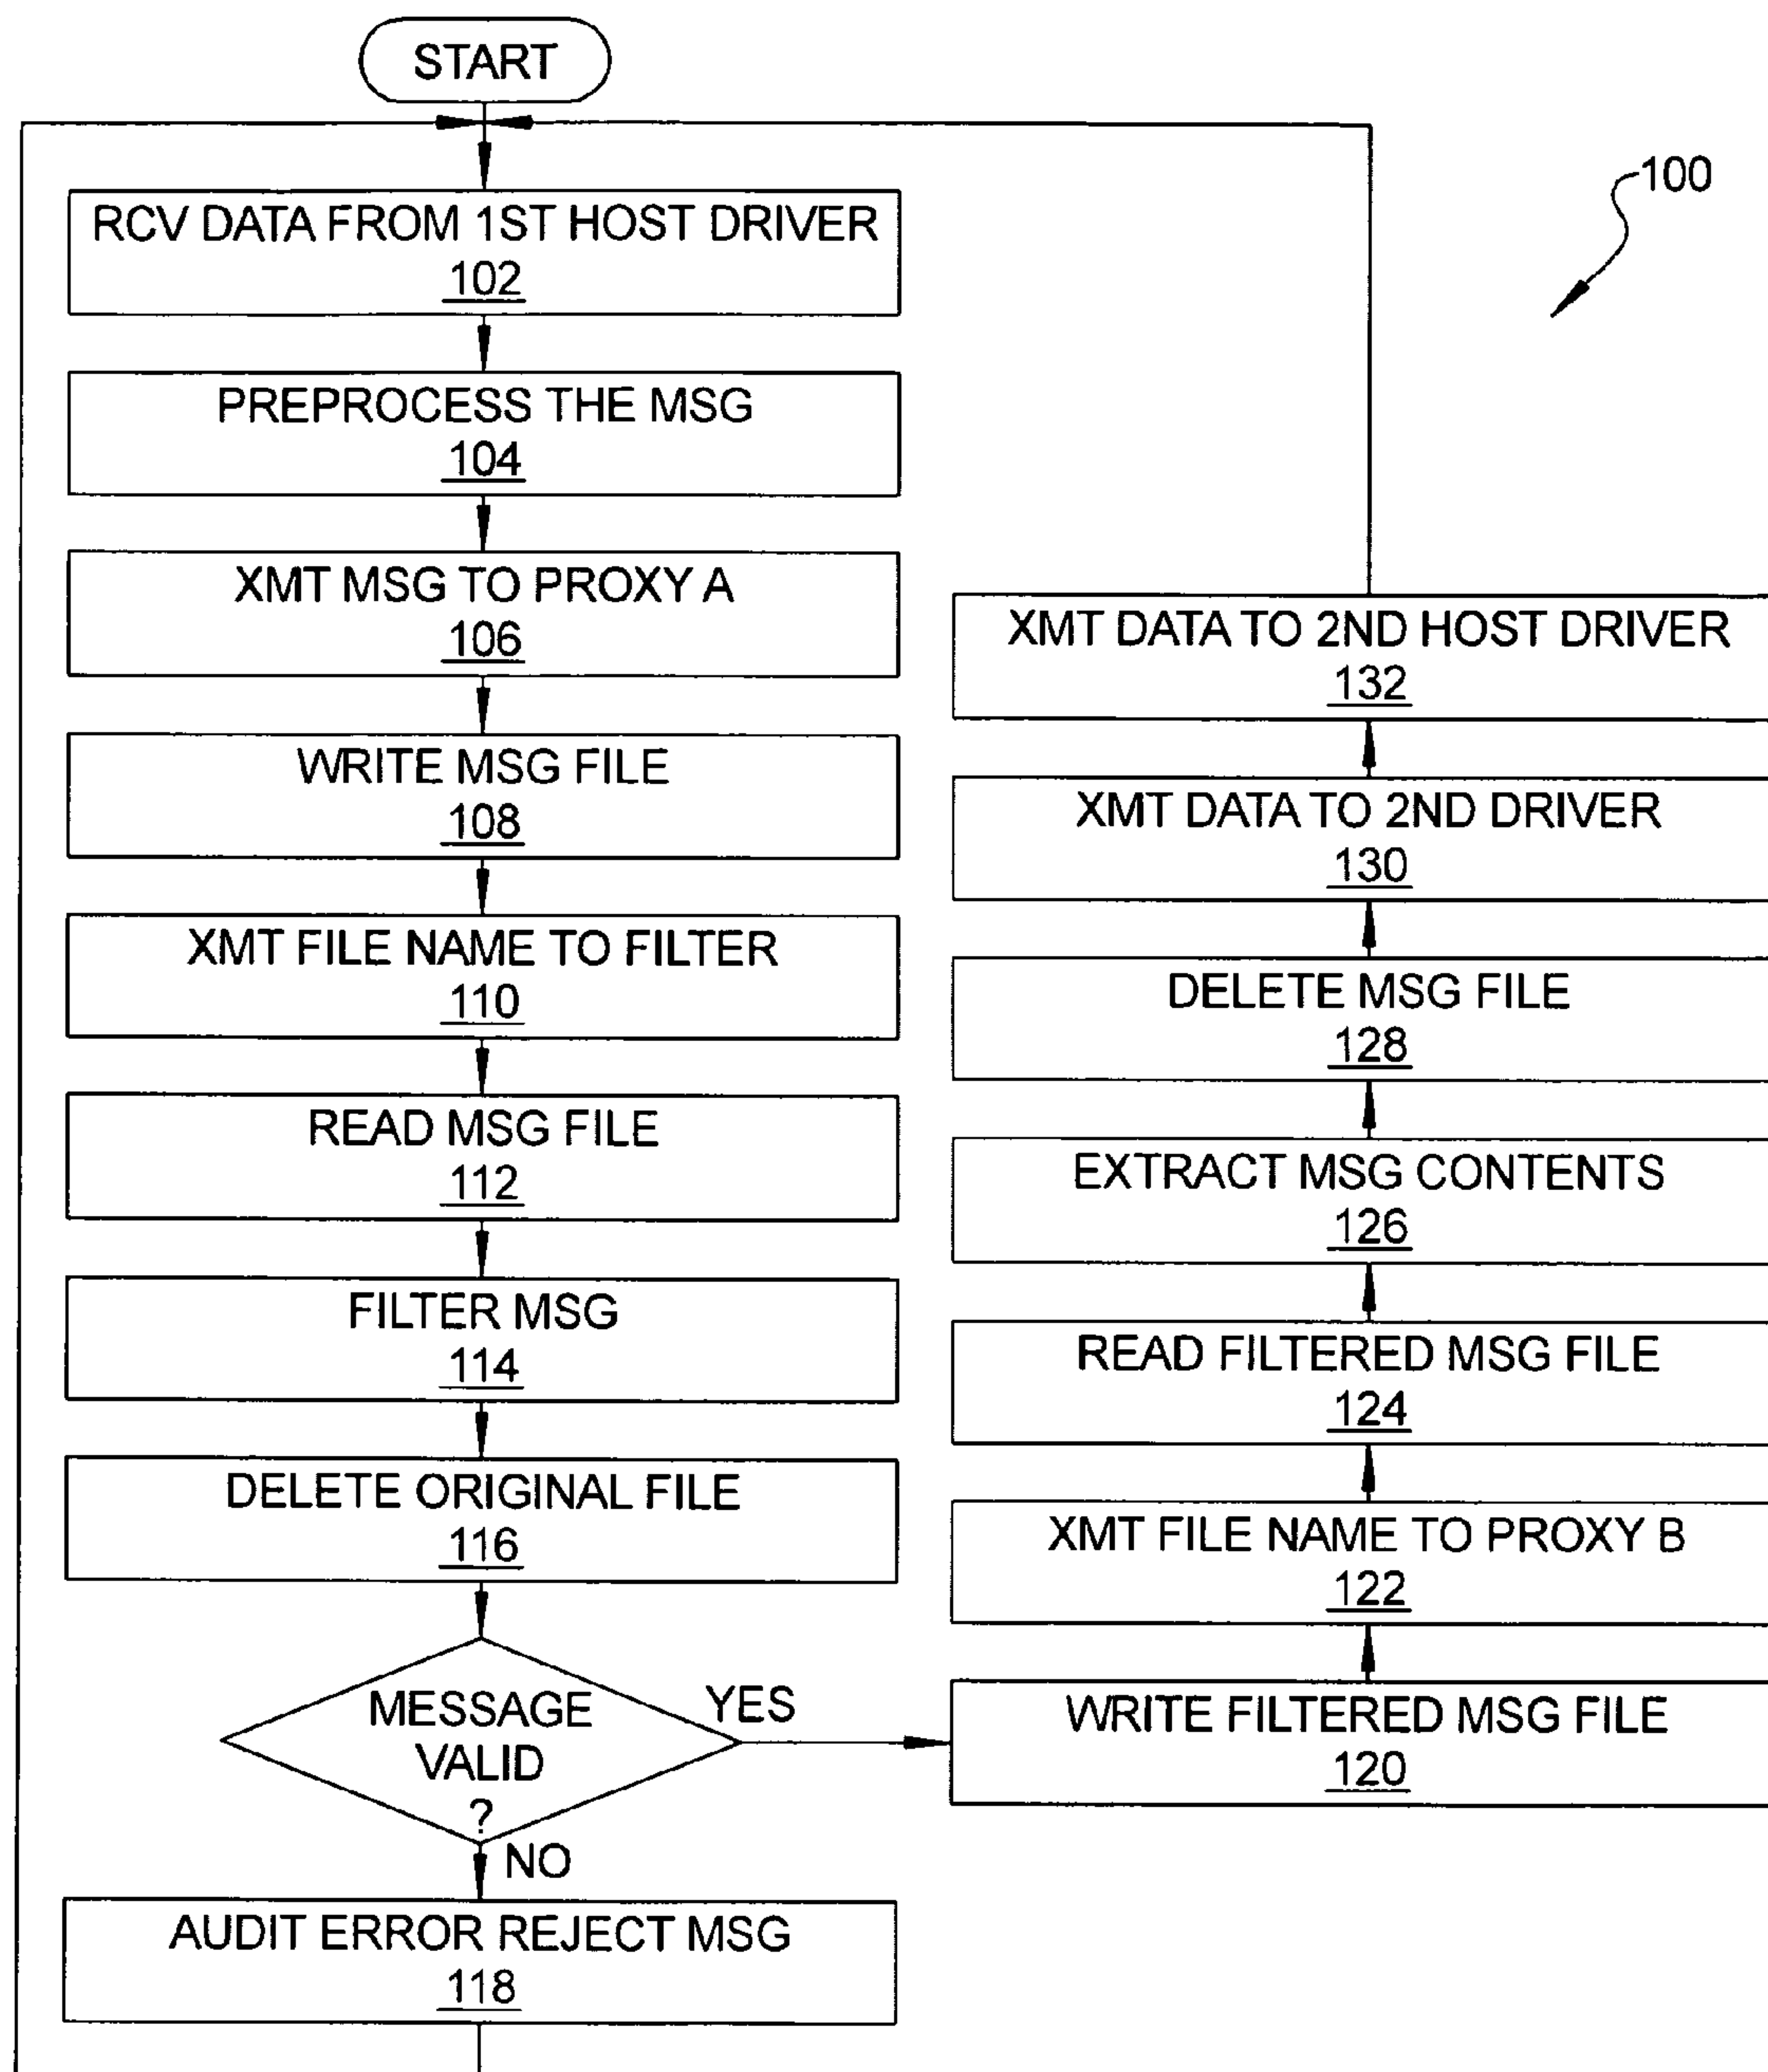 START
100
RCV DATA FROM 1ST HOST DRIVER
102
PREPROCESS THE MSG
104
XMT MSG TO PROXY A
106
WRITE MSG FILE
108
XMT FILE NAME TO FILTER
110
READ MSG FILE
112
FILTER MSG
114
DELETE ORIGINAL FILE
116
MESSAGE
VALID
?
YES
NO
AUDIT ERROR REJECT MSG
118
WRITE FILTERED MSG FILE
120
XMT FILE NAME TO PROXY B
122
READ FILTERED MSG FILE
124
EXTRACT MSG CONTENTS
126
DELETE MSG FILE
128
XMT DATA TO 2ND DRIVER
130
XMT DATA TO 2ND HOST DRIVER
132